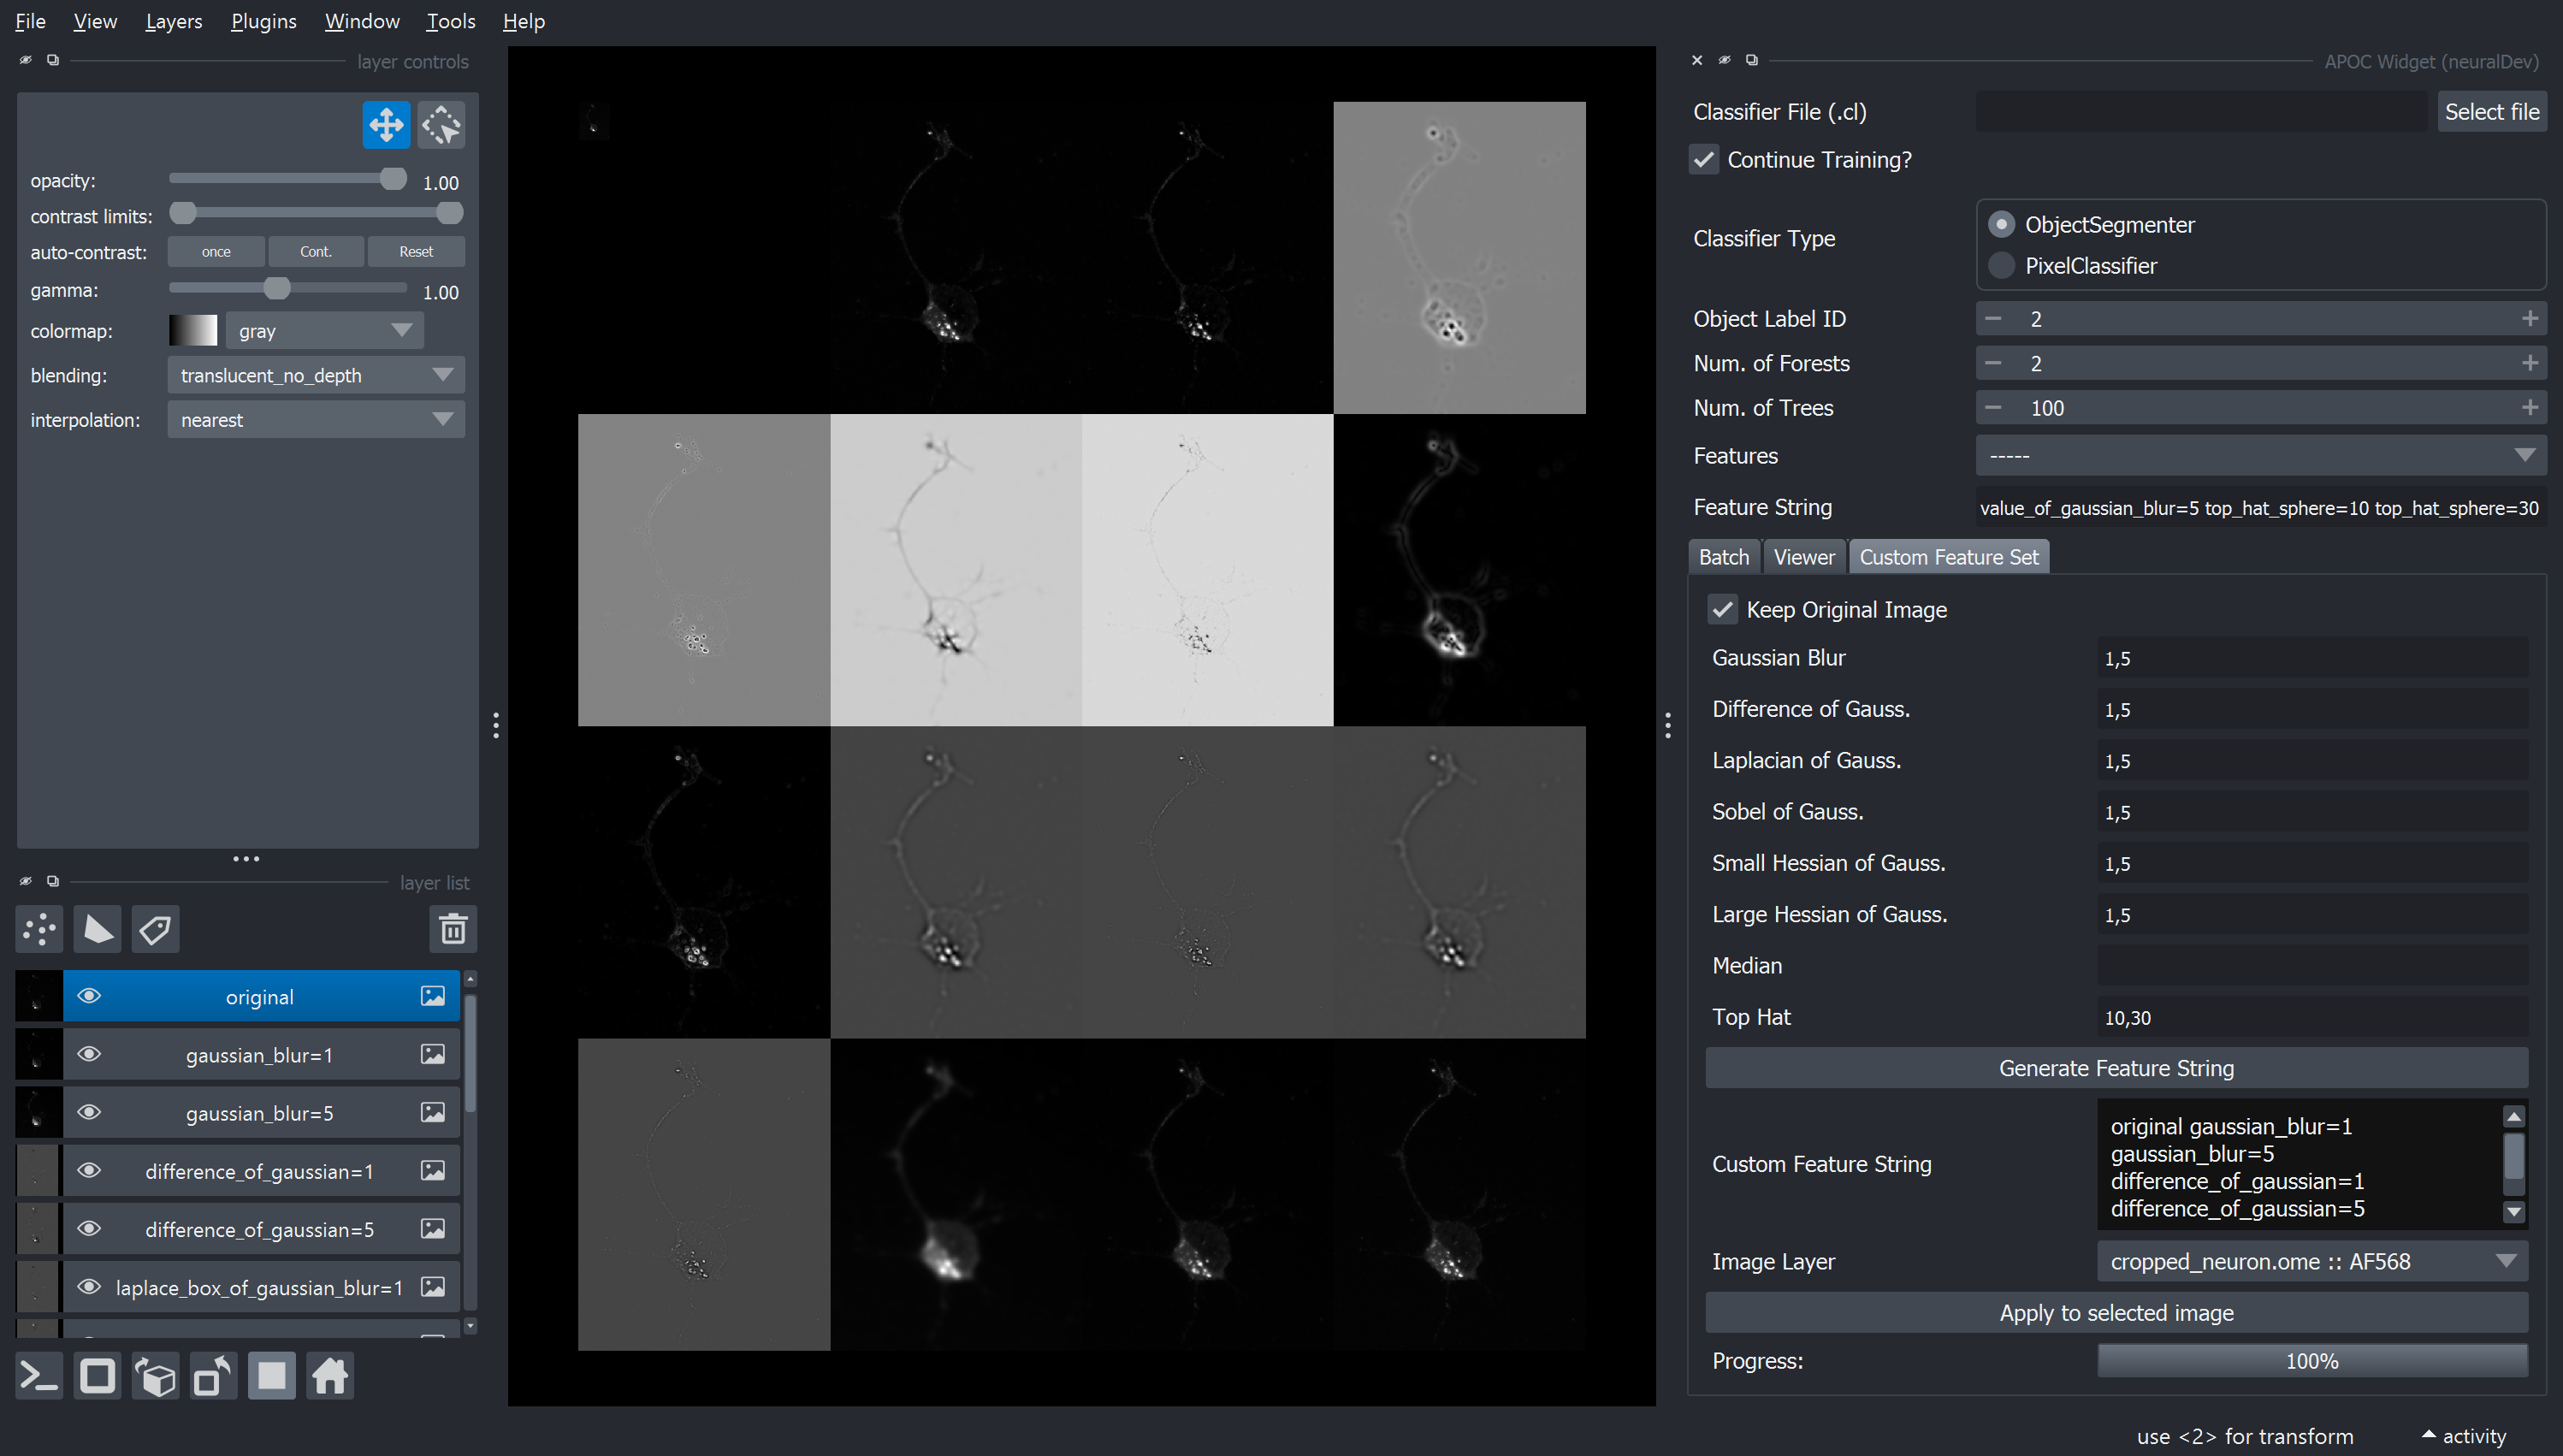 File View Layers Plugins Window Tools Help
layer controls
opacity: 1.00
contrast limits:
auto-contrast: once Cont. Reset
gamma: 1.00
colormap: gray
blending: translucent_no_depth
interpolation: nearest
layer list
original
gaussian_blur=1
gaussian_blur=5
difference_of_gaussian=1
difference_of_gaussian=5
laplace_box_of_gaussian_blur=1
APOC Widget (neuralDev)
Classifier File (.cl) Select file
Continue Training?
Classifier Type
ObjectSegmenter
PixelClassifier
Object Label ID 2
Num. of Forests 2
Num. of Trees 100
Features -----
Feature String value_of_gaussian_blur=5 top_hat_sphere=10 top_hat_sphere=30
Batch Viewer Custom Feature Set
Keep Original Image
Gaussian Blur 1,5
Difference of Gauss. 1,5
Laplacian of Gauss. 1,5
Sobel of Gauss. 1,5
Small Hessian of Gauss. 1,5
Large Hessian of Gauss. 1,5
Median
Top Hat 10,30
Generate Feature String
Custom Feature String
original gaussian_blur=1
gaussian_blur=5
difference_of_gaussian=1
difference_of_gaussian=5
Image Layer cropped_neuron.ome :: AF568
Apply to selected image
Progress: 100%
use <2> for transform activity